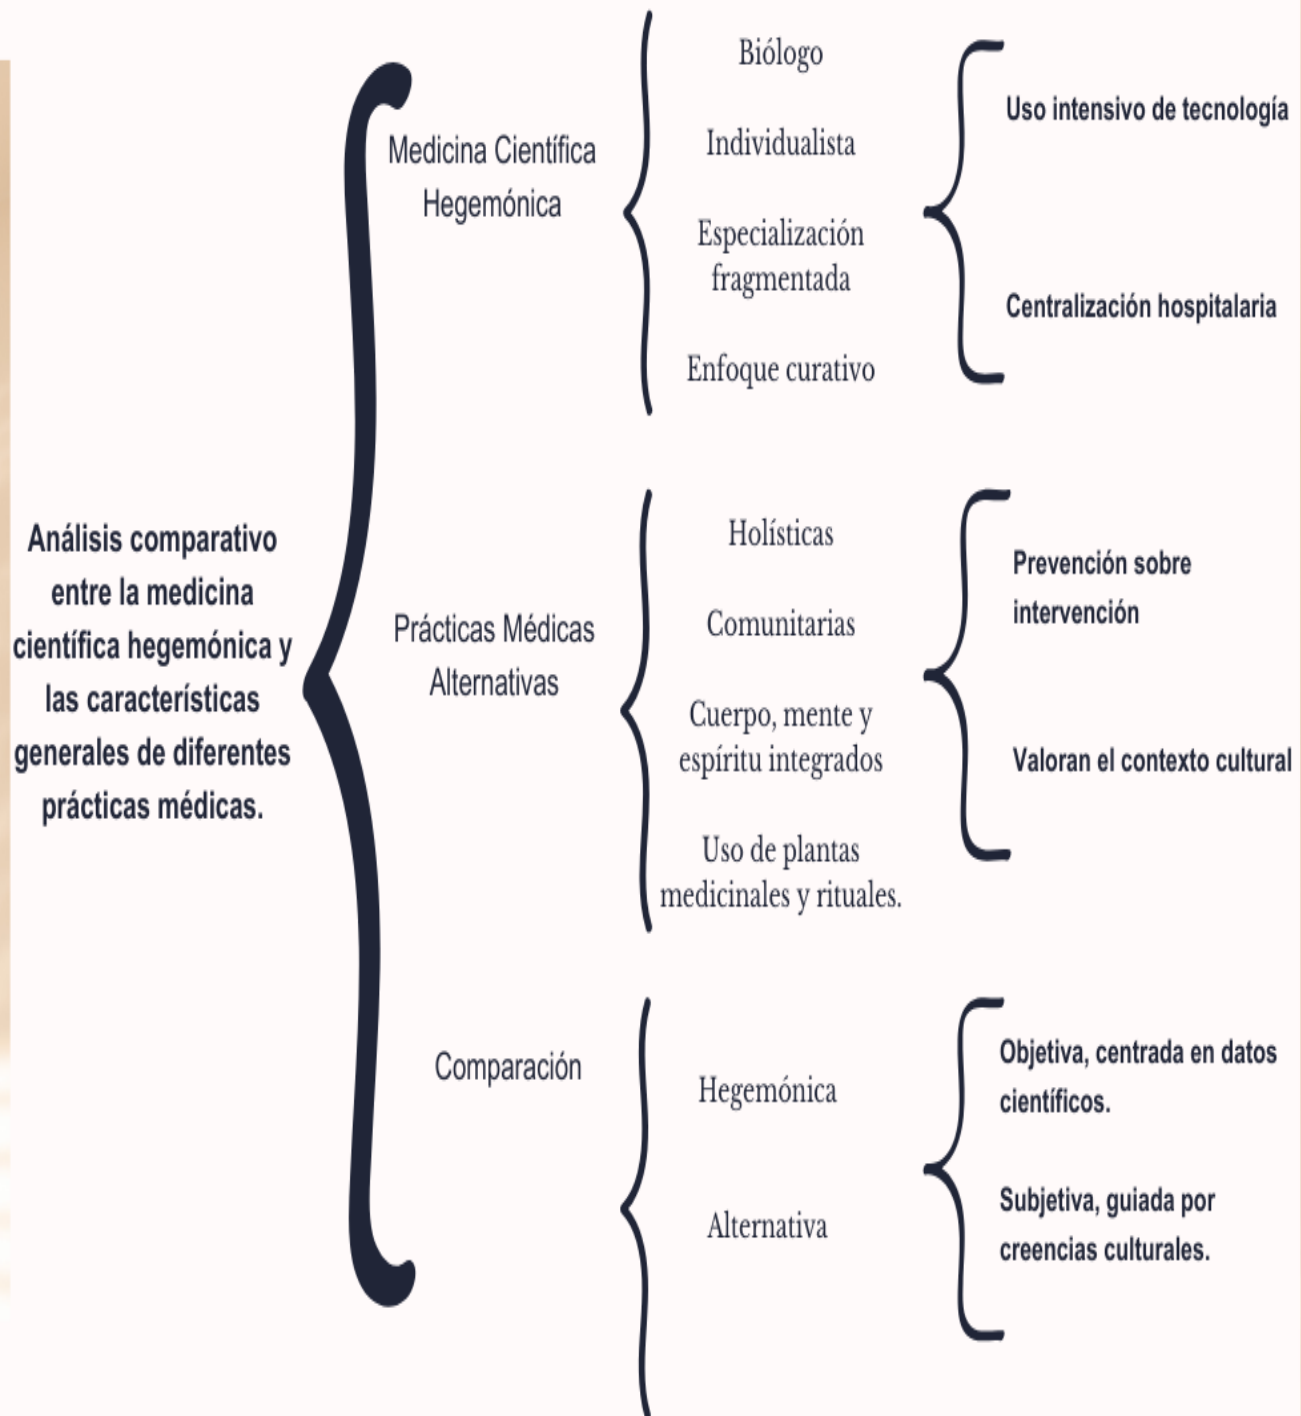 Análisis comparativo
entre la medicina
científica hegemónica y
las características
generales de diferentes
prácticas médicas.
Medicina Científica
Hegemónica
Biólogo
Individualista
Especialización
fragmentada
Enfoque curativo
Uso intensivo de tecnología
Centralización hospitalaria
Prácticas Médicas
Alternativas
Holísticas
Comunitarias
Cuerpo, mente y
espíritu integrados
Uso de plantas
medicinales y rituales.
Prevención sobre
intervención
Valoran el contexto cultural
Comparación
Hegemónica
Alternativa
Objetiva, centrada en datos
científicos.
Subjetiva, guiada por
creencias culturales.